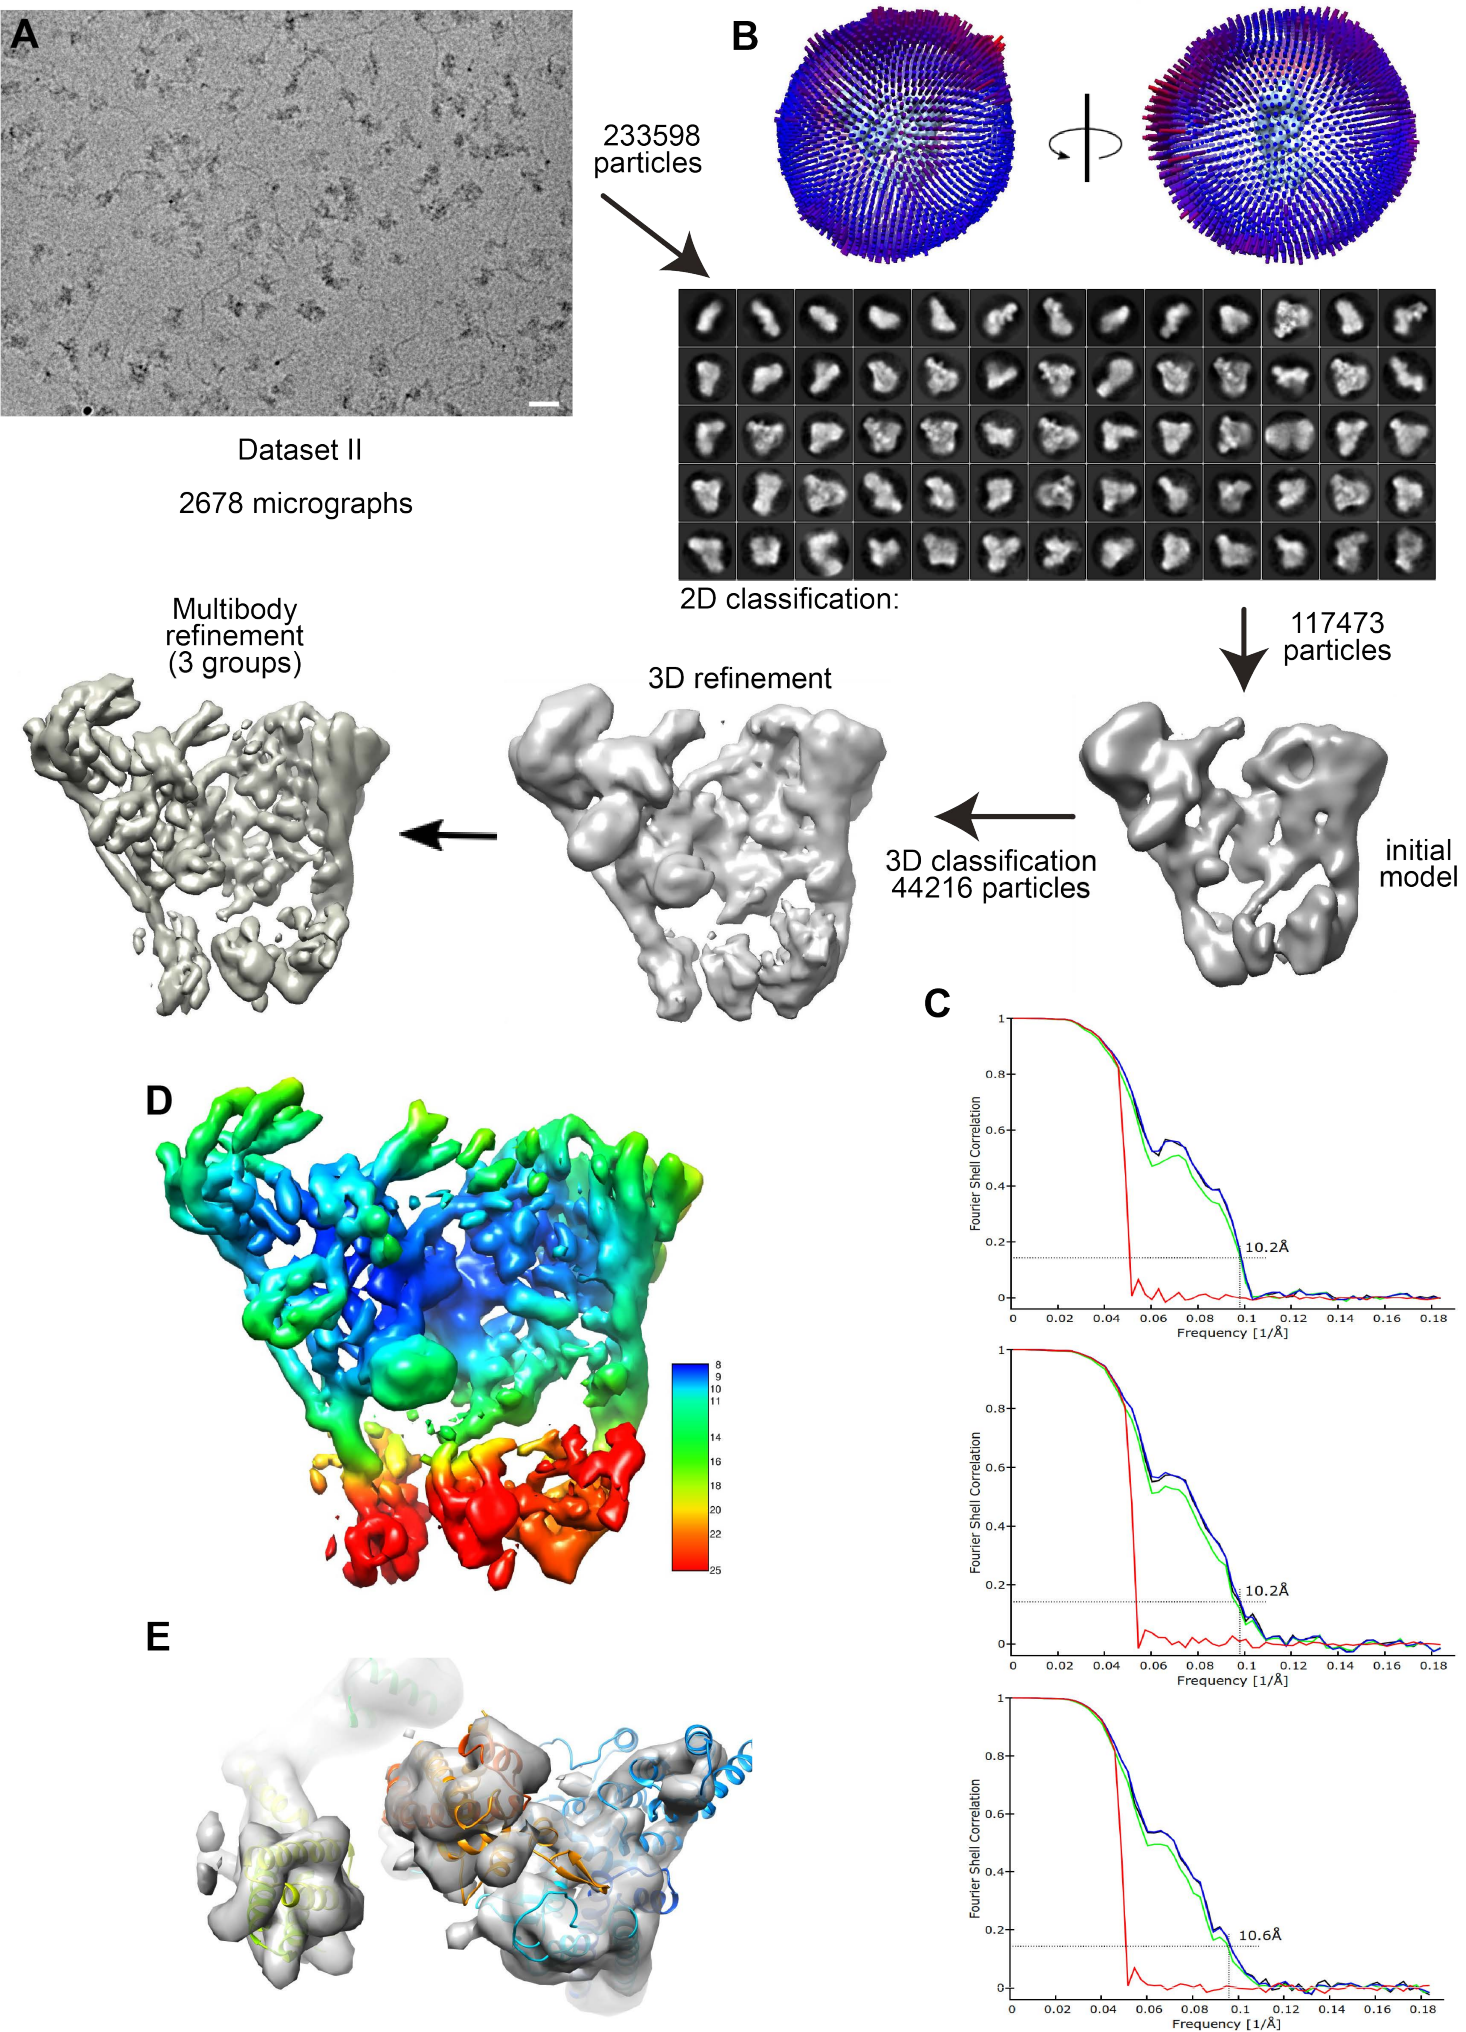 A
B
233598
particles
Dataset II
2678 micrographs
2D classification:
117473
particles
Multibody
refinement
(3 groups)
3D refinement
3D classification
44216 particles
initial
model
C
1
0.8
0.6
0.4
0.2
0
Fourier Shell Correlation
10.2Å
0
0.02
0.04
0.06
0.08
0.1
0.12
0.14
0.16
0.18
Frequency [1/Å]
D
8
9
10
11
14
16
18
20
22
25
1
0.8
0.6
0.4
0.2
0
Fourier Shell Correlation
10.2Å
0
0.02
0.04
0.06
0.08
0.1
0.12
0.14
0.16
0.18
Frequency [1/Å]
E
1
0.8
0.6
0.4
0.2
0
Fourier Shell Correlation
10.6Å
0
0.02
0.04
0.06
0.08
0.1
0.12
0.14
0.16
0.18
Frequency [1/Å]